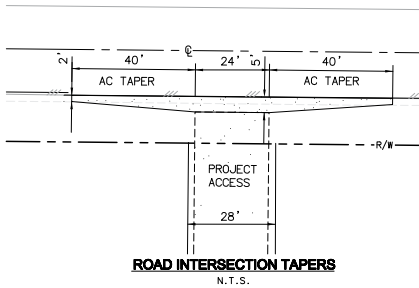 40' ℄ 24' 40'
2'
5'
AC TAPER AC TAPER
R/W
PROJECT
ACCESS
28'
ROAD INTERSECTION TAPERS
N.T.S.